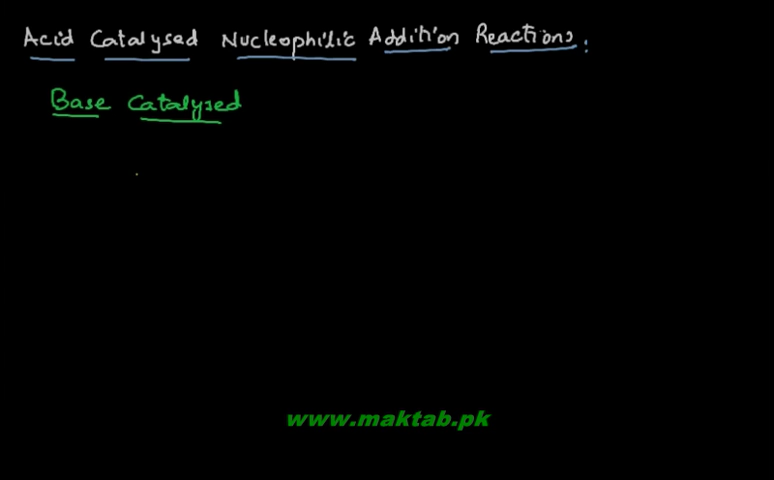 Acid Catalysed Nucleophilic Addition Reactions:
Base Catalysed
www.maktab.pk